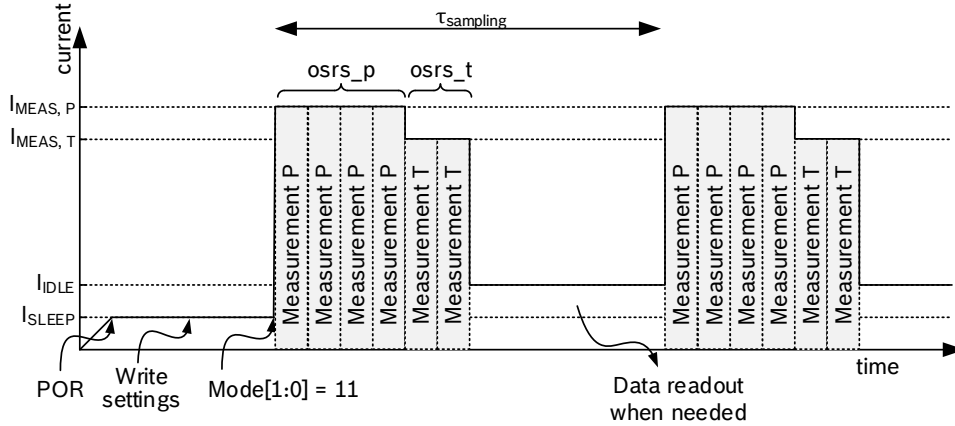 τsampling
current
osrs_p
osrs_t
IMEAS, P
IMEAS, T
IIDLE
ISLEEP
Measurement P
Measurement P
Measurement P
Measurement P
Measurement T
Measurement T
Measurement P
Measurement P
Measurement P
Measurement P
Measurement T
Measurement T
time
POR
Write
settings
Mode[1:0] = 11
Data readout
when needed